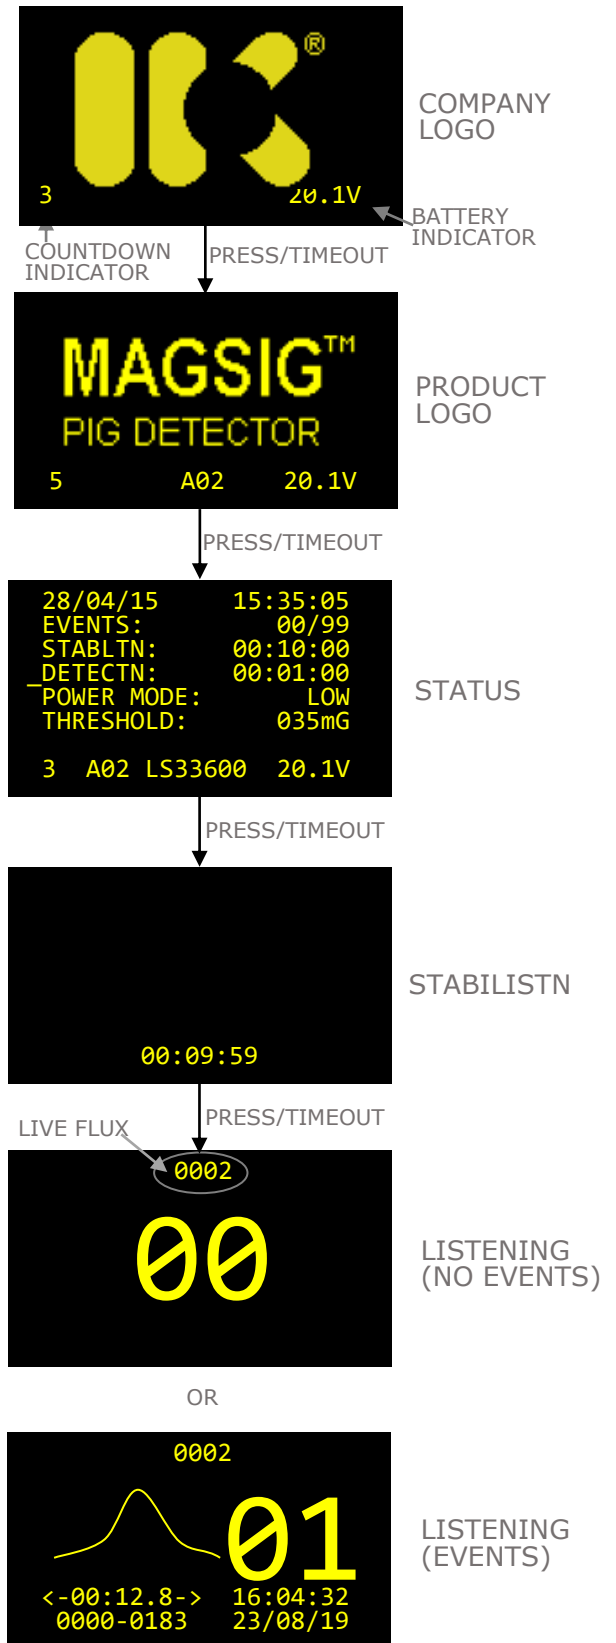 ®
3 20.1V
COMPANY
LOGO
BATTERY
INDICATOR
COUNTDOWN
INDICATOR
PRESS/TIMEOUT
MAGSIG™
PIG DETECTOR
5 A02 20.1V
PRODUCT
LOGO
PRESS/TIMEOUT
28/04/15 15:35:05
EVENTS: 00/99
STABLTN: 00:10:00
_DETECTN: 00:01:00
POWER MODE: LOW
THRESHOLD: 035mG
3 A02 LS33600 20.1V
STATUS
PRESS/TIMEOUT
00:09:59
STABILISTN
PRESS/TIMEOUT
LIVE FLUX
0002
00
LISTENING
(NO EVENTS)
OR
0002
01
<-00:12.8-> 16:04:32
0000-0183 23/08/19
LISTENING
(EVENTS)